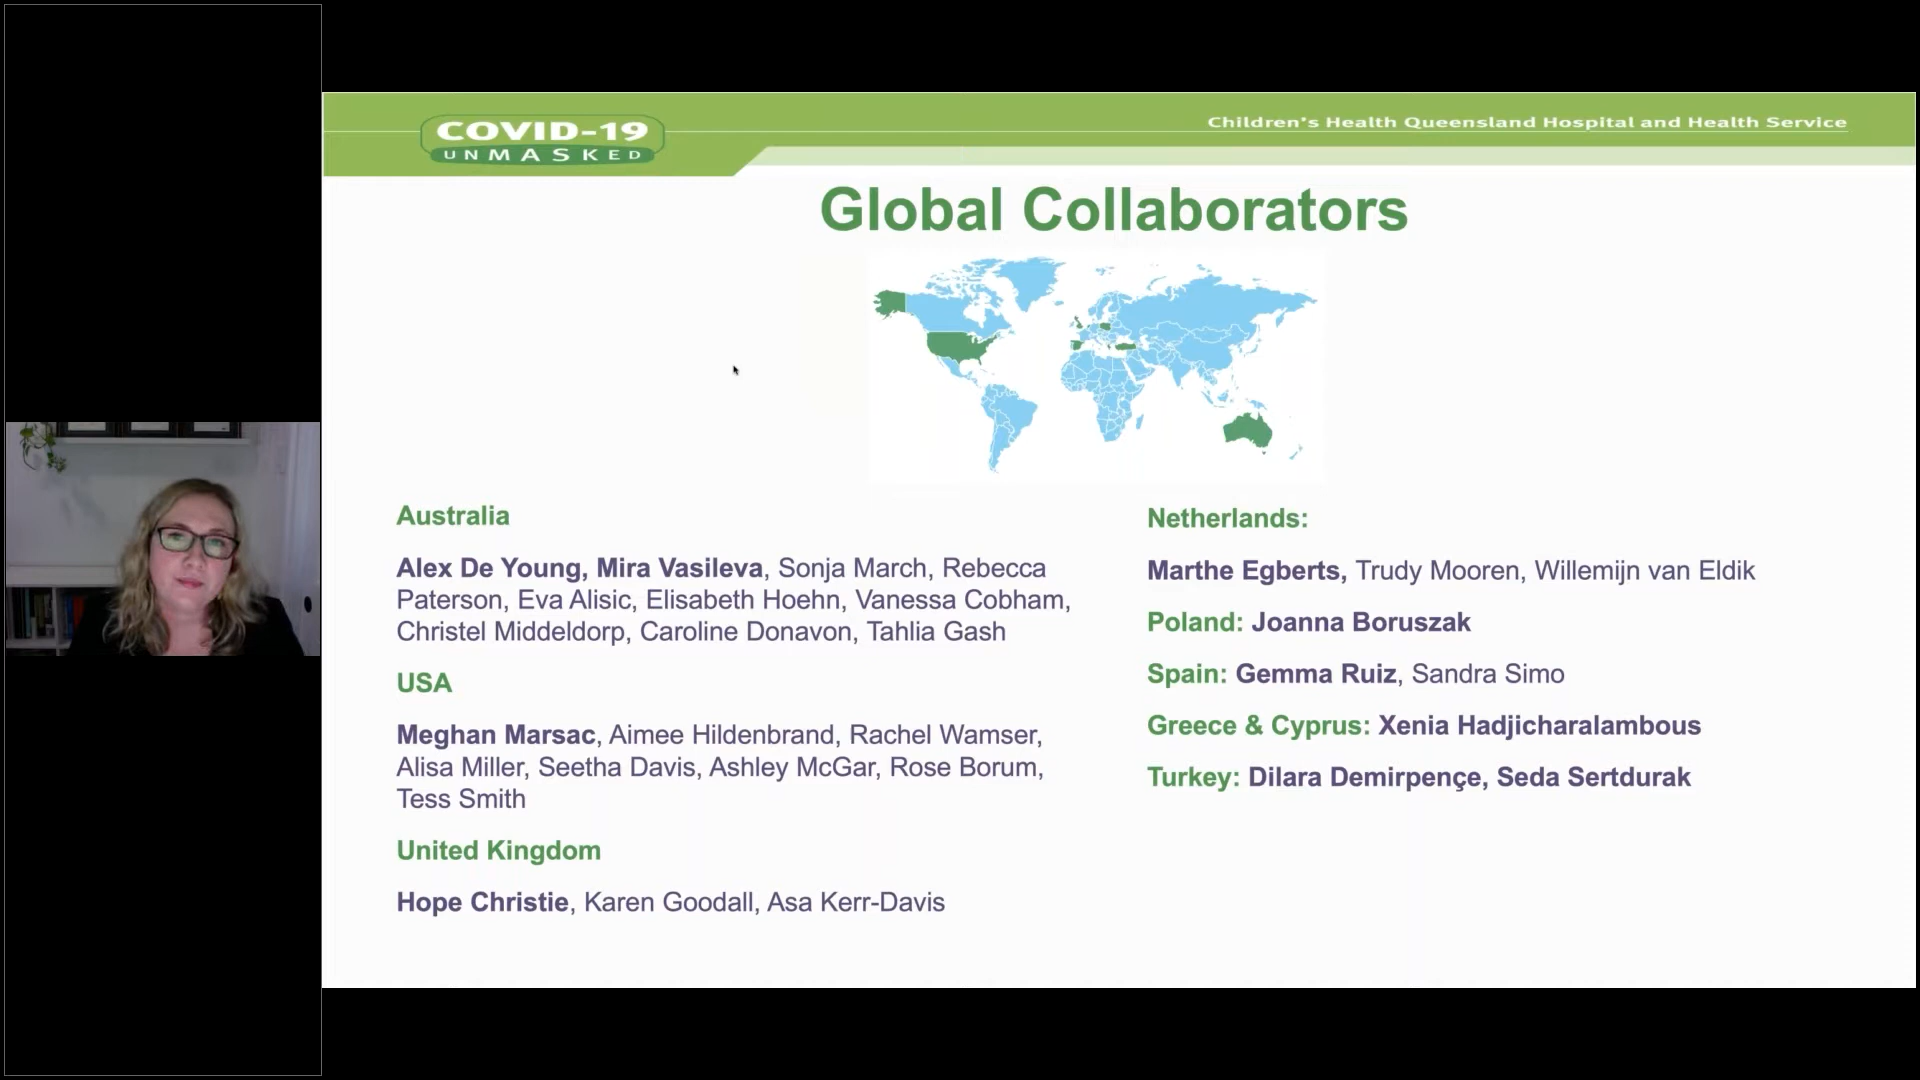 COVID-19
UNMASKED
Children's Health Queensland Hospital and Health Service
Global Collaborators
Australia
Alex De Young, Mira Vasileva, Sonja March, Rebecca
Paterson, Eva Alisic, Elisabeth Hoehn, Vanessa Cobham,
Christel Middeldorp, Caroline Donavon, Tahlia Gash
USA
Meghan Marsac, Aimee Hildenbrand, Rachel Wamser,
Alisa Miller, Seetha Davis, Ashley McGar, Rose Borum,
Tess Smith
United Kingdom
Hope Christie, Karen Goodall, Asa Kerr-Davis
Netherlands:
Marthe Egberts, Trudy Mooren, Willemijn van Eldik
Poland: Joanna Boruszak
Spain: Gemma Ruiz, Sandra Simo
Greece & Cyprus: Xenia Hadjicharalambous
Turkey: Dilara Demirpençe, Seda Sertdurak